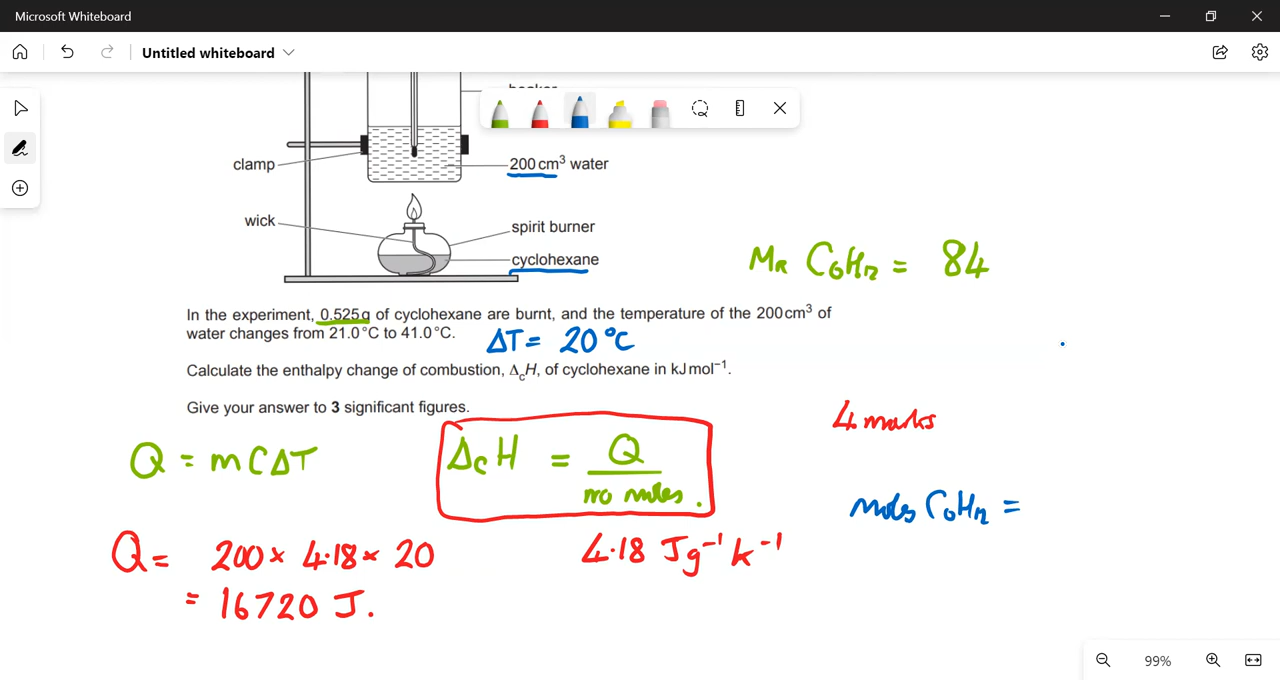 Microsoft Whiteboard
Untitled whiteboard
200 cm³ water
clamp
wick
spirit burner
cyclohexane
Mr C6H12 = 84
In the experiment, 0.525 g of cyclohexane are burnt, and the temperature of the 200 cm³ of
water changes from 21.0 °C to 41.0 °C.
ΔT = 20 °C
Calculate the enthalpy change of combustion, ΔcH, of cyclohexane in kJ mol⁻¹.
Give your answer to 3 significant figures.
4 marks
Q = mCΔT
ΔcH = Q
no moles.
moles C6H12 =
Q = 200 × 4.18 × 20
4.18 Jg⁻¹ k⁻¹
= 16720 J.
99%